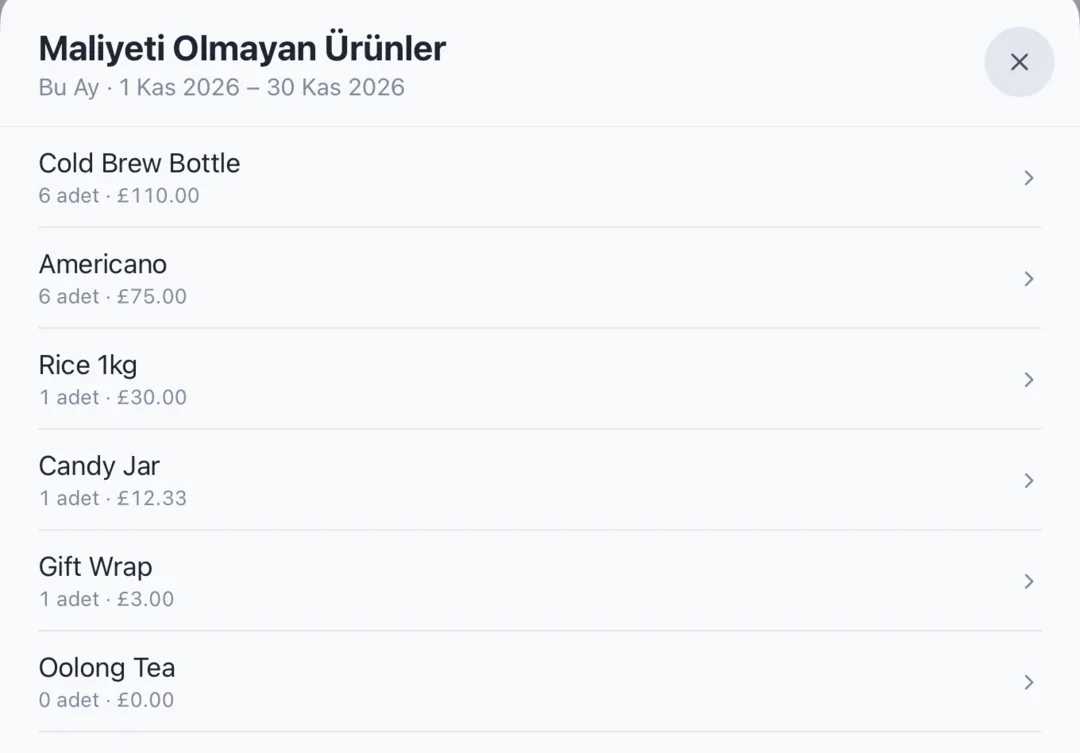 Maliyeti Olmayan Ürünler
Bu Ay · 1 Kas 2026 – 30 Kas 2026
Cold Brew Bottle
6 adet · £110.00
Americano
6 adet · £75.00
Rice 1kg
1 adet · £30.00
Candy Jar
1 adet · £12.33
Gift Wrap
1 adet · £3.00
Oolong Tea
0 adet · £0.00